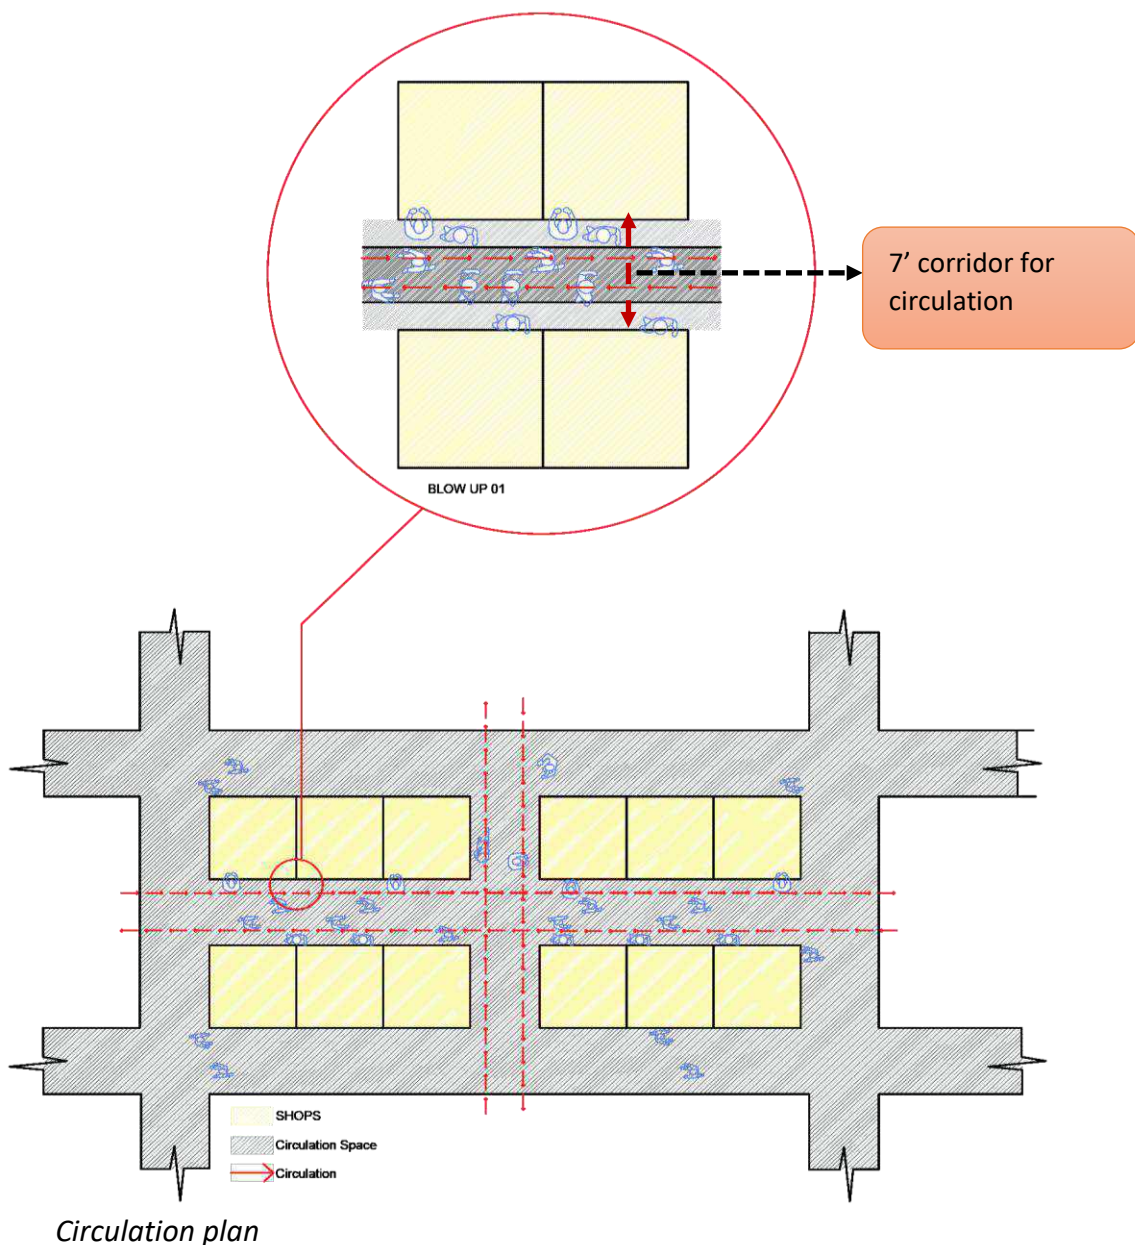 7’ corridor for
circulation
BLOW UP 01
SHOPS
Circulation Space
Circulation
Circulation plan